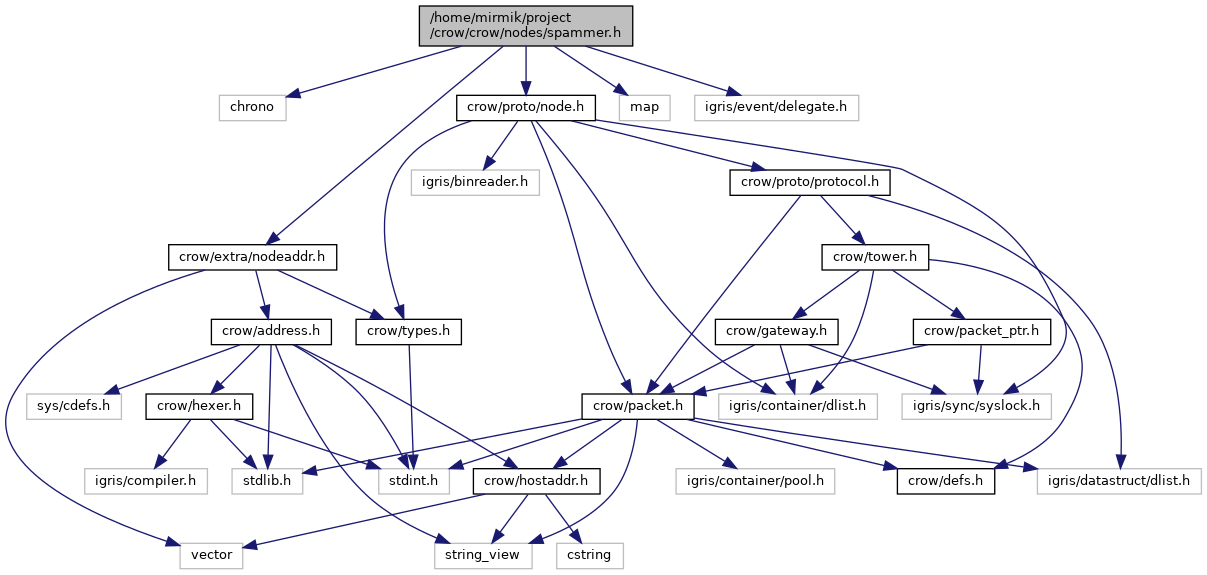 /home/mirmik/project
/crow/crow/nodes/spammer.h
chrono
crow/proto/node.h
map
igris/event/delegate.h
igris/binreader.h
crow/proto/protocol.h
crow/extra/nodeaddr.h
crow/tower.h
crow/address.h
crow/types.h
crow/gateway.h
crow/packet_ptr.h
sys/cdefs.h
crow/hexer.h
crow/packet.h
igris/container/dlist.h
igris/sync/syslock.h
igris/compiler.h
stdlib.h
stdint.h
crow/hostaddr.h
igris/container/pool.h
crow/defs.h
igris/datastruct/dlist.h
vector
string_view
cstring